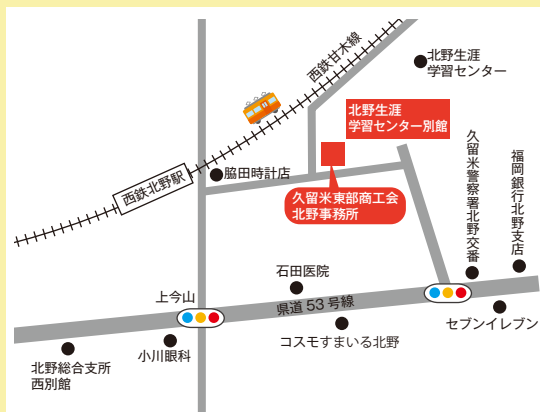 西鉄甘木線
北野生涯
学習センター
北野生涯
学習センター別館
久留米警察署北野交番
福岡銀行北野支店
脇田時計店
西鉄北野駅
久留米東部商工会
北野事務所
石田医院
上今山
県道53号線
セブンイレブン
コスモすまいる北野
小川眼科
北野総合支所
西別館